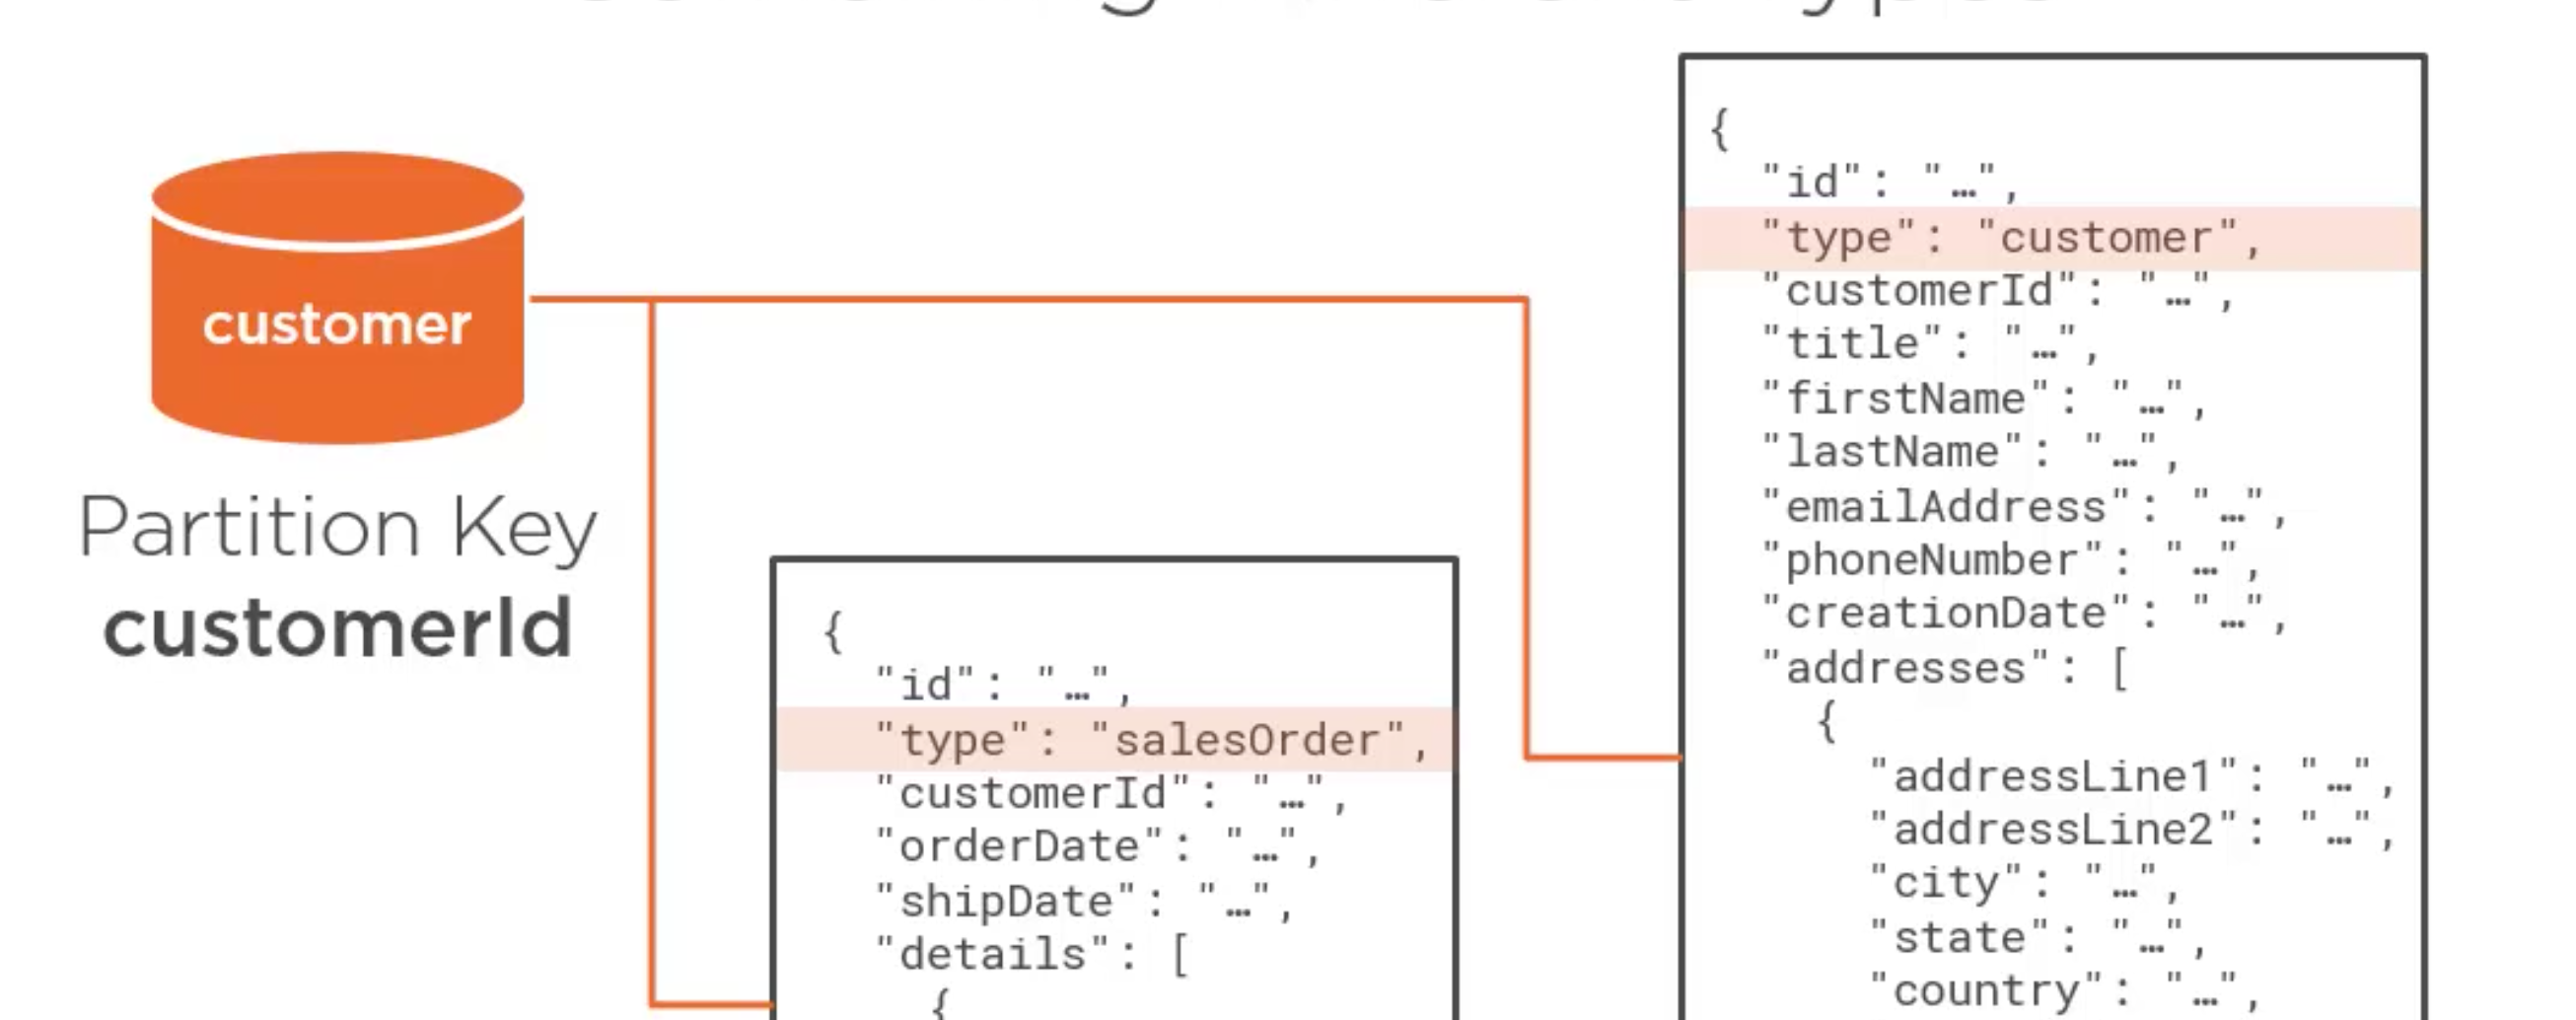 customer
Partition Key
customerId
{
"id": "…",
"type": "salesOrder",
"customerId": "…",
"orderDate": "…",
"shipDate": "…",
"details": [
{
{
"id": "…",
"type": "customer",
"customerId": "…",
"title": "…",
"firstName": "…",
"lastName": "…",
"emailAddress": "…",
"phoneNumber": "…",
"creationDate": "…",
"addresses": [
{
"addressLine1": "…",
"addressLine2": "…",
"city": "…",
"state": "…",
"country": "…",